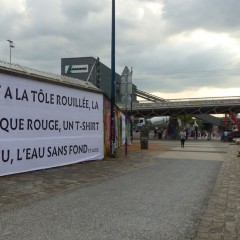 A LA TÔLE ROUILLÉE, LA
QUE ROUGE, UN T-SHIRT
U, L'EAU SANS FOND